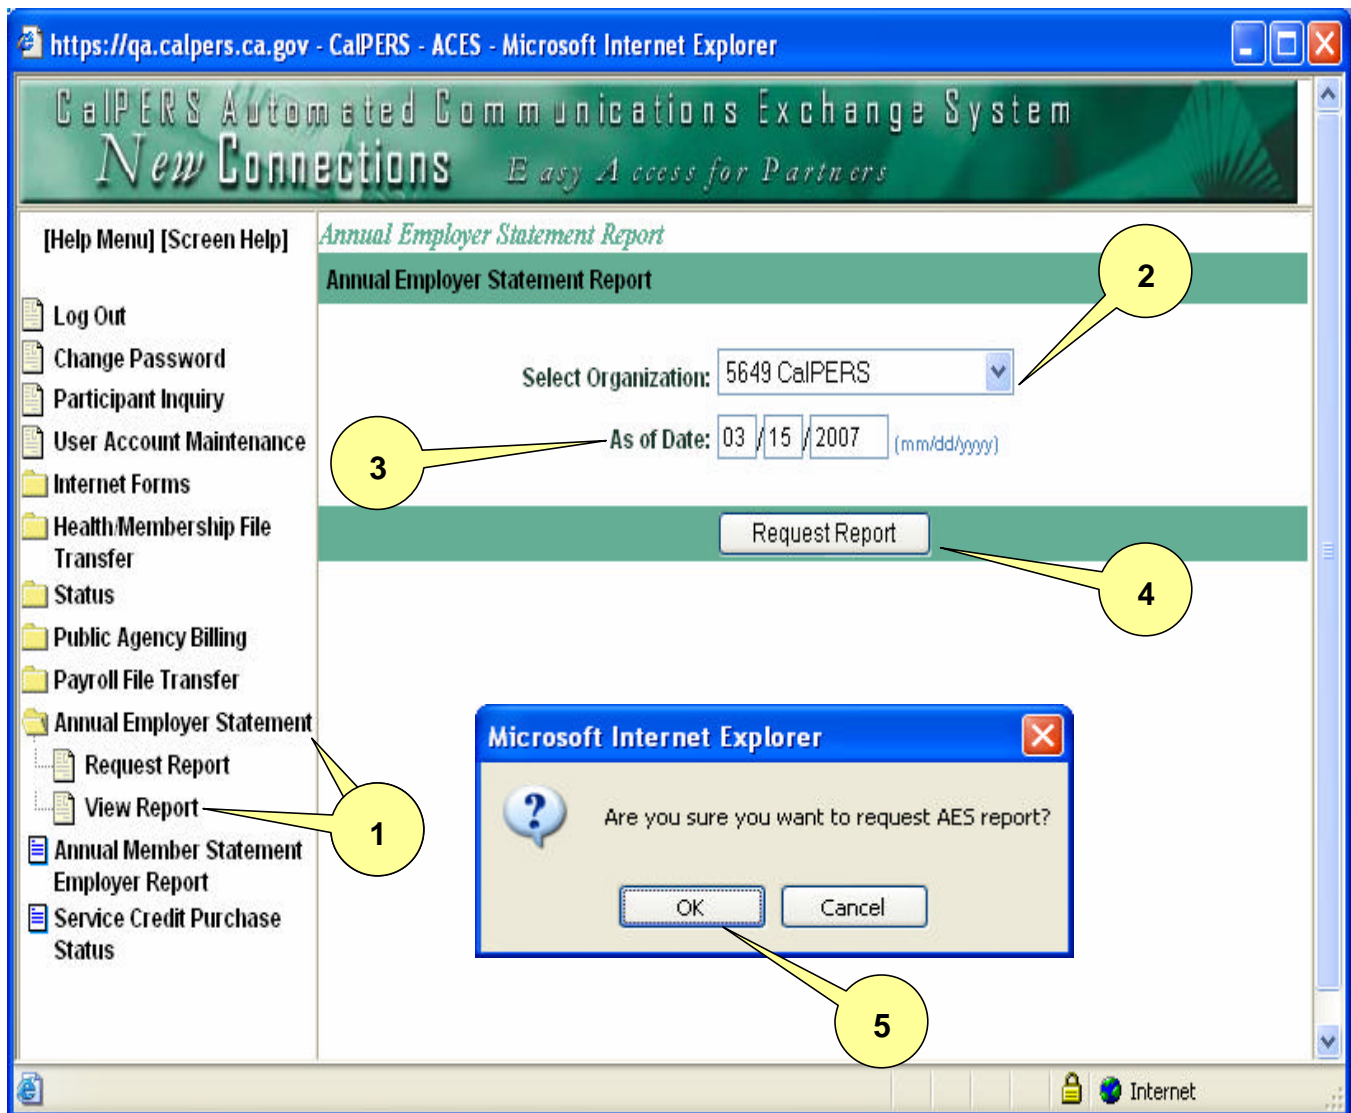 https://qa.calpers.ca.gov - CalPERS - ACES - Microsoft Internet Explorer
CalPERS Automated Communications Exchange System
New Connections Easy Access for Partners
[Help Menu] [Screen Help]
Annual Employer Statement Report
Annual Employer Statement Report
2
Log Out
Change Password
Select Organization: 5649 CalPERS
Participant Inquiry
User Account Maintenance
As of Date: 03 / 15 / 2007 (mm/dd/yyyy)
3
Internet Forms
Health/Membership File
Transfer
Request Report
4
Status
Public Agency Billing
Payroll File Transfer
Annual Employer Statement
Request Report
View Report
1
Annual Member Statement
Employer Report
Service Credit Purchase
Status
Microsoft Internet Explorer
Are you sure you want to request AES report?
OK Cancel
5
Internet